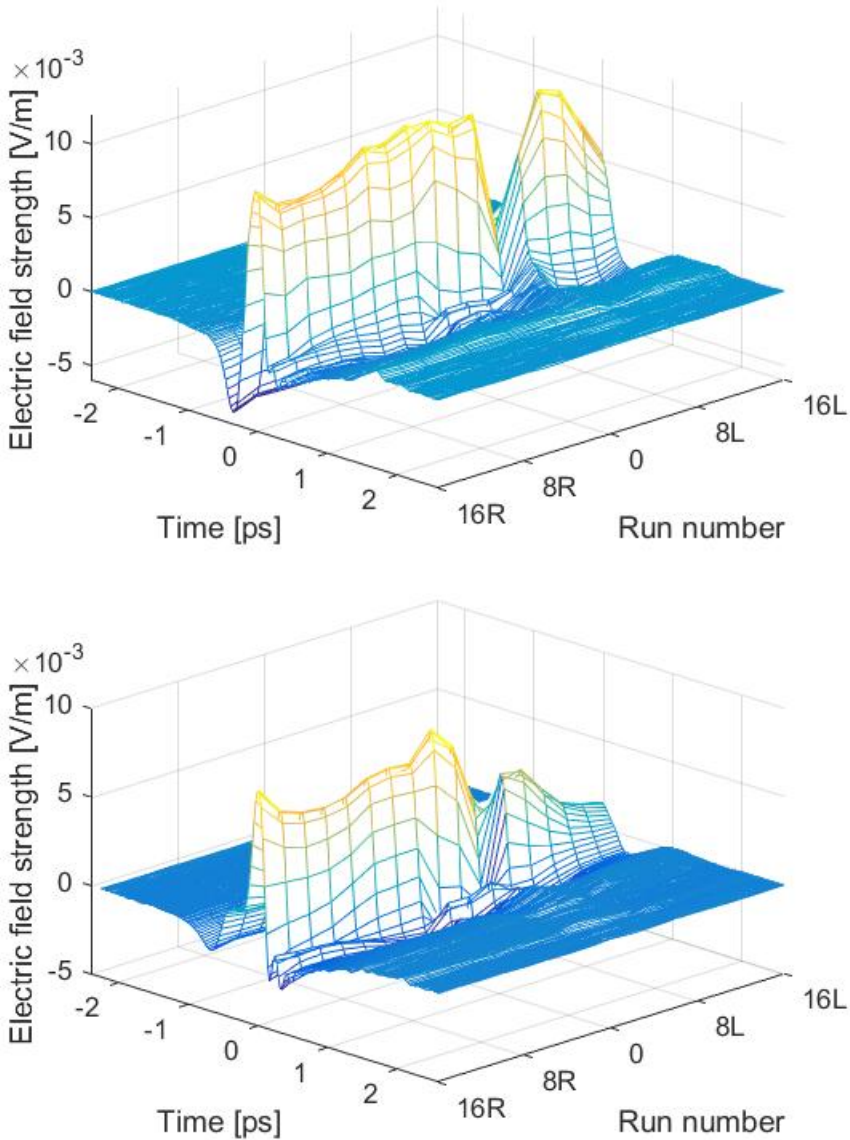 ×10-3
Electric field strength [V/m]
10
5
0
-5
-2
-1
0
1
2
Time [ps]
16R
8R
0
8L
16L
Run number
×10-3
Electric field strength [V/m]
10
5
0
-5
-2
-1
0
1
2
Time [ps]
16R
8R
0
8L
16L
Run number